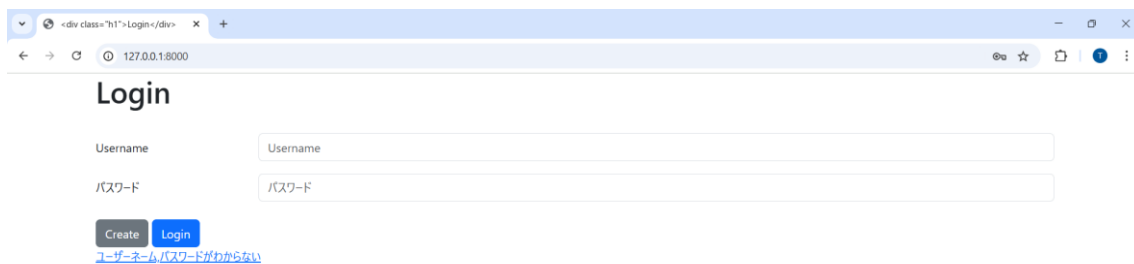 <div class="h1">Login</div>
127.0.0.1:8000
T
Login
Username Username
パスワード パスワード
Create Login
ユーザーネーム,パスワードがわからない